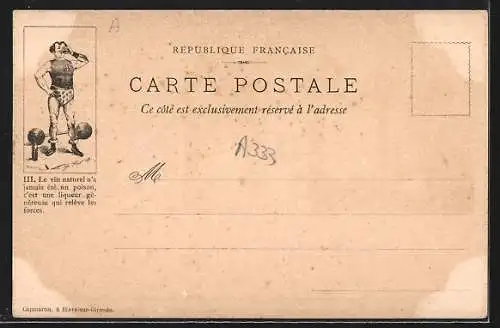 A
RÉPUBLIQUE FRANÇAISE
CARTE POSTALE
Ce côté est exclusivement réservé à l'adresse
A333
M
III. Le vin naturel n'a
jamais été un poison,
c'est une liqueur gé-
néreuse qui relève les
forces.